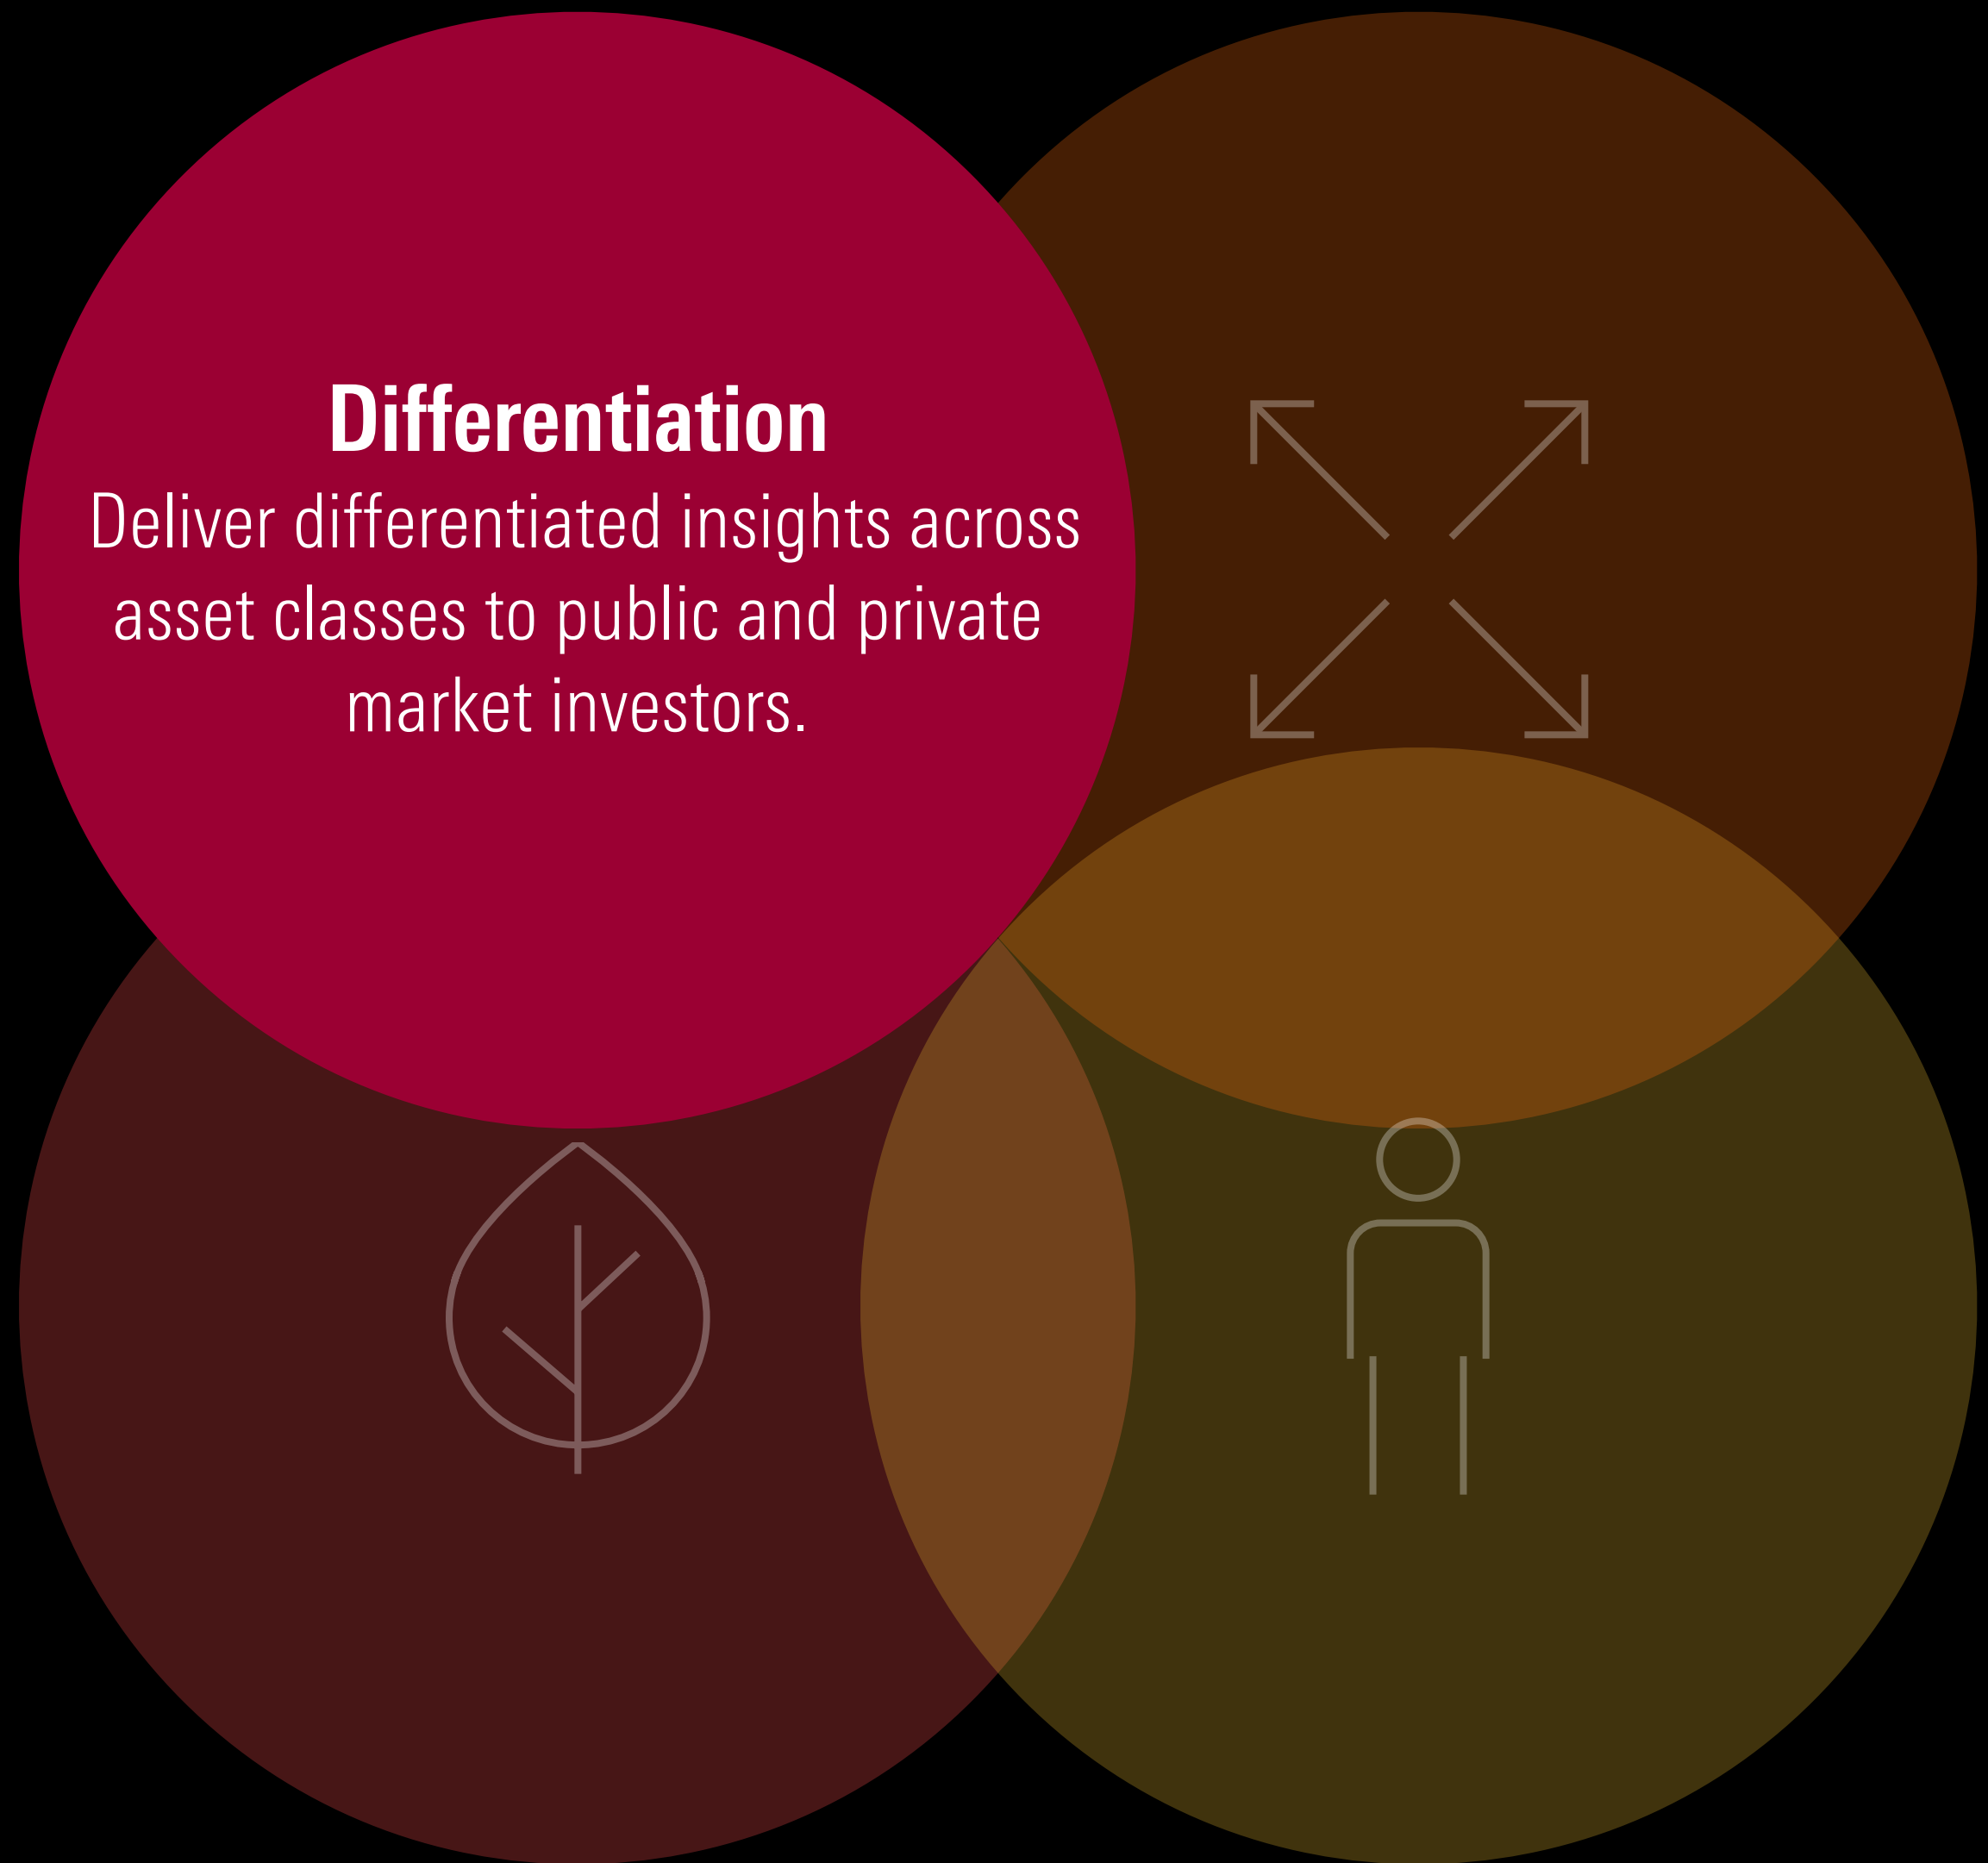 Differentiation
Deliver differentiated insights across
asset classes to public and private
market investors.